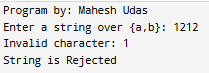 Program by: Mahesh Udas
Enter a string over {a,b}: 1212
Invalid character: 1
String is Rejected